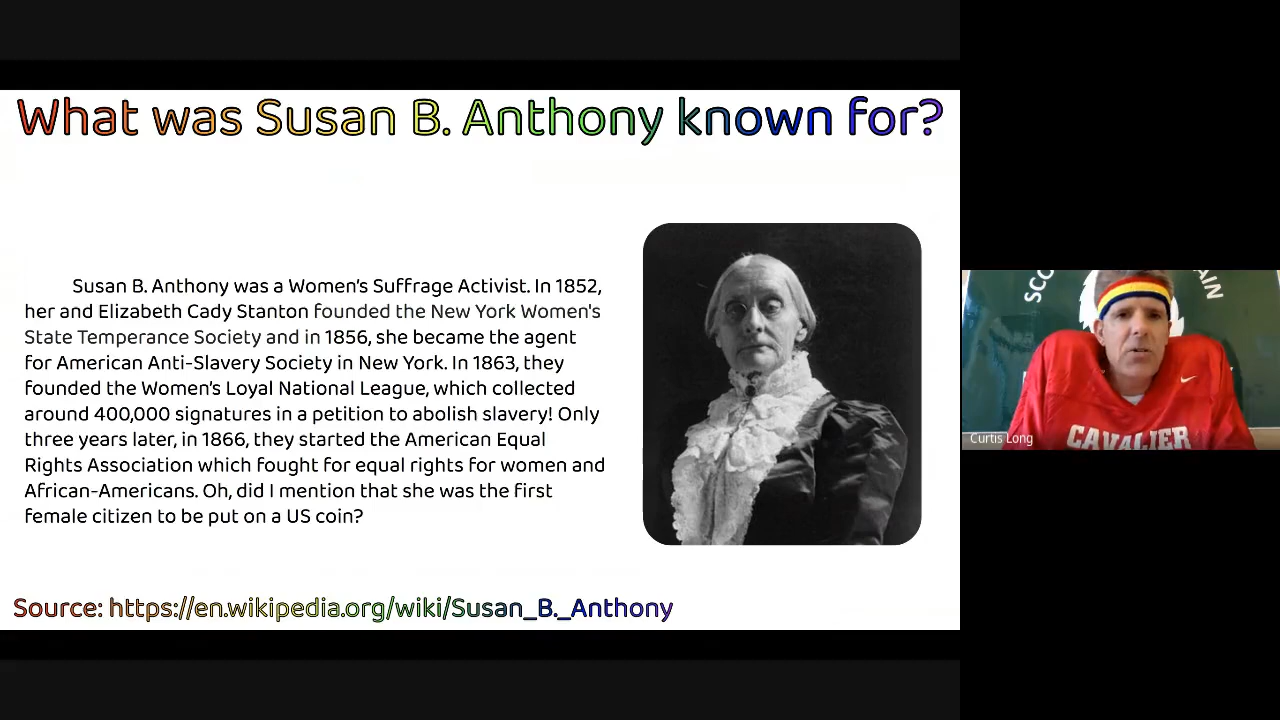 What was Susan B. Anthony known for?
Susan B. Anthony was a Women's Suffrage Activist. In 1852,
her and Elizabeth Cady Stanton founded the New York Women's
State Temperance Society and in 1856, she became the agent
for American Anti-Slavery Society in New York. In 1863, they
founded the Women's Loyal National League, which collected
around 400,000 signatures in a petition to abolish slavery! Only
three years later, in 1866, they started the American Equal
Rights Association which fought for equal rights for women and
African-Americans. Oh, did I mention that she was the first
female citizen to be put on a US coin?
Source: https://en.wikipedia.org/wiki/Susan_B._Anthony
Curtis Long
CAVALIER